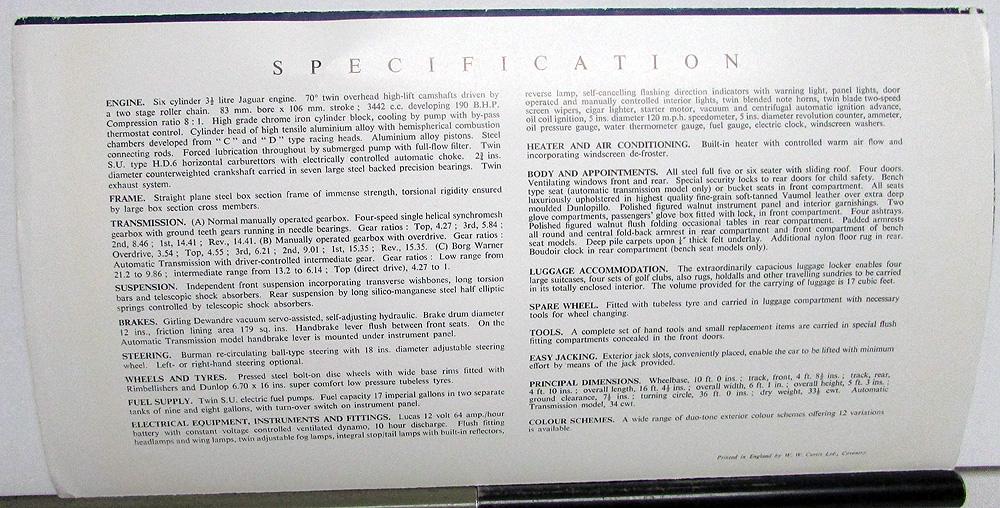 SPECIFICATION
ENGINE. Six cylinder 3½ litre Jaguar engine. 70° twin overhead high-lift camshafts driven by
a two stage roller chain. 83 mm. bore x 106 mm. stroke ; 3442 c.c. developing 190 B.H.P.
Compression ratio 8 : 1. High grade chrome iron cylinder block, cooling by pump with by-pass
thermostat control. Cylinder head of high tensile aluminium alloy with hemispherical combustion
chambers developed from "C" and "D" type racing heads. Aluminium alloy pistons. Steel
connecting rods. Forced lubrication throughout by submerged pump with full-flow filter. Twin
S.U. type H.D.6 horizontal carburettors with electrically controlled automatic choke. 2¾ ins.
diameter counterweighted crankshaft carried in seven large steel backed precision bearings. Twin
exhaust system.
FRAME. Straight plane steel box section frame of immense strength, torsional rigidity ensured
by large box section cross members.
TRANSMISSION. (A) Normal manually operated gearbox. Four-speed single helical synchromesh
gearbox with ground teeth gears running in needle bearings. Gear ratios : Top, 4.27 ; 3rd, 5.84 ;
2nd, 8.46 ; 1st, 14.41 ; Rev., 14.41. (B) Manually operated gearbox with overdrive. Gear ratios :
Overdrive, 3.54 ; Top, 4.55 ; 3rd, 6.21 ; 2nd, 9.01 ; 1st, 15.35 ; Rev., 15.35. (C) Borg Warner
Automatic Transmission with driver-controlled intermediate gear. Gear ratios : Low range from
21.2 to 9.86 ; intermediate range from 13.2 to 6.14 ; Top (direct drive), 4.27 to 1.
SUSPENSION. Independent front suspension incorporating transverse wishbones, long torsion
bars and telescopic shock absorbers. Rear suspension by long silico-manganese steel half elliptic
springs controlled by telescopic shock absorbers.
BRAKES. Girling Dewandre vacuum servo-assisted, self-adjusting hydraulic. Brake drum diameter
12 ins., friction lining area 179 sq. ins. Handbrake lever flush between front seats. On the
Automatic Transmission model handbrake lever is mounted under instrument panel.
STEERING. Burman re-circulating ball-type steering with 18 ins. diameter adjustable steering
wheel. Left- or right-hand steering optional.
WHEELS AND TYRES. Pressed steel bolt-on disc wheels with wide base rims fitted with
Rimbellishers and Dunlop 6.70 x 16 ins. super comfort low pressure tubeless tyres.
FUEL SUPPLY. Twin S.U. electric fuel pumps. Fuel capacity 17 imperial gallons in two separate
tanks of nine and eight gallons, with turn-over switch on instrument panel.
ELECTRICAL EQUIPMENT, INSTRUMENTS AND FITTINGS. Lucas 12 volt 64 amp./hour
battery with constant voltage controlled ventilated dynamo, 10 hour discharge. Flush fitting
headlamps and wing lamps, twin adjustable fog lamps, integral stop/tail lamps with built-in reflectors,
reverse lamp, self-cancelling flashing direction indicators with warning light, panel lights, door
operated and manually controlled interior lights, twin blended note horns, twin blade two-speed
screen wipers, cigar lighter, starter motor, vacuum and centrifugal automatic ignition advance,
oil coil ignition, 5 ins. diameter 120 m.p.h. speedometer, 5 ins. diameter revolution counter, ammeter,
oil pressure gauge, water thermometer gauge, fuel gauge, electric clock, windscreen washers.
HEATER AND AIR CONDITIONING. Built-in heater with controlled warm air flow and
incorporating windscreen de-froster.
BODY AND APPOINTMENTS. All steel full five or six seater with sliding roof. Four doors.
Ventilating windows front and rear. Special security locks to rear doors for child safety. Bench
type seat (automatic transmission model only) or bucket seats in front compartment. All seats
luxuriously upholstered in highest quality fine-grain soft-tanned Vaumol leather over extra deep
moulded Dunlopillo. Polished figured walnut instrument panel and interior garnishings. Two
glove compartments, passengers' glove box fitted with lock, in front compartment. Four ashtrays.
Polished figured walnut flush folding occasional tables in rear compartment. Padded armrests
all round and central fold-back armrest in rear compartment and front compartment of bench
seat models. Deep pile carpets upon ½" thick felt underlay. Additional nylon floor rug in rear.
Boudoir clock in rear compartment (bench seat models only).
LUGGAGE ACCOMMODATION. The extraordinarily capacious luggage locker enables four
large suitcases, four sets of golf clubs, also rugs, holdalls and other travelling sundries to be carried
in its totally enclosed interior. The volume provided for the carrying of luggage is 17 cubic feet.
SPARE WHEEL. Fitted with tubeless tyre and carried in luggage compartment with necessary
tools for wheel changing.
TOOLS. A complete set of hand tools and small replacement items are carried in special flush
fitting compartments concealed in the front doors.
EASY JACKING. Exterior jack slots, conveniently placed, enable the car to be lifted with minimum
effort by means of the jack provided.
PRINCIPAL DIMENSIONS. Wheelbase, 10 ft. 0 ins. ; track, front, 4 ft. 8½ ins. ; track, rear,
4 ft. 10 ins. ; overall length, 16 ft. 4½ ins. ; overall width, 6 ft. 1 in. ; overall height, 5 ft. 3 ins. ;
ground clearance, 7½ ins. ; turning circle, 36 ft. 0 ins. ; dry weight, 33½ cwt. Automatic
Transmission model, 34 cwt.
COLOUR SCHEMES. A wide range of duo-tone exterior colour schemes offering 12 variations
is available.
Printed in England by W. W. Curtis Ltd., Coventry